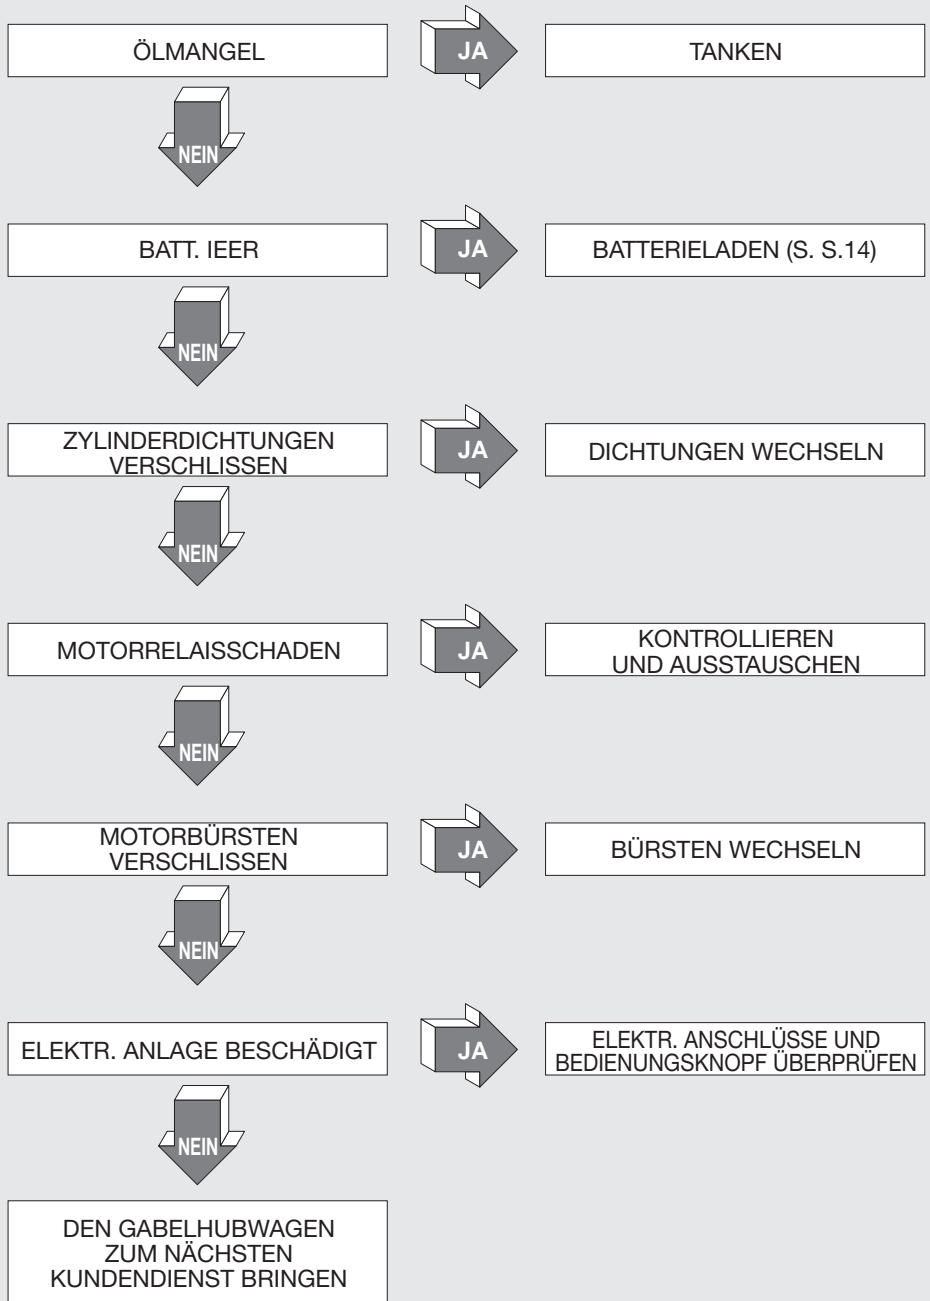 ÖLMANGEL
JA
TANKEN
NEIN
BATT. IEER
JA
BATTERIELADEN (S. S.14)
NEIN
ZYLINDERDICHTUNGEN
VERSCHLISSEN
JA
DICHTUNGEN WECHSELN
NEIN
MOTORRELAISSCHADEN
JA
KONTROLLIEREN
UND AUSSTAUSCHEN
NEIN
MOTORBÜRSTEN
VERSCHLISSEN
JA
BÜRSTEN WECHSELN
NEIN
ELEKTR. ANLAGE BESCHÄDIGT
JA
ELEKTR. ANSCHLÜSSE UND
BEDIENUNGSKNOPF ÜBERPRÜFEN
NEIN
DEN GABELHUBWAGEN
ZUM NÄCHSTEN
KUNDENDIENST BRINGEN